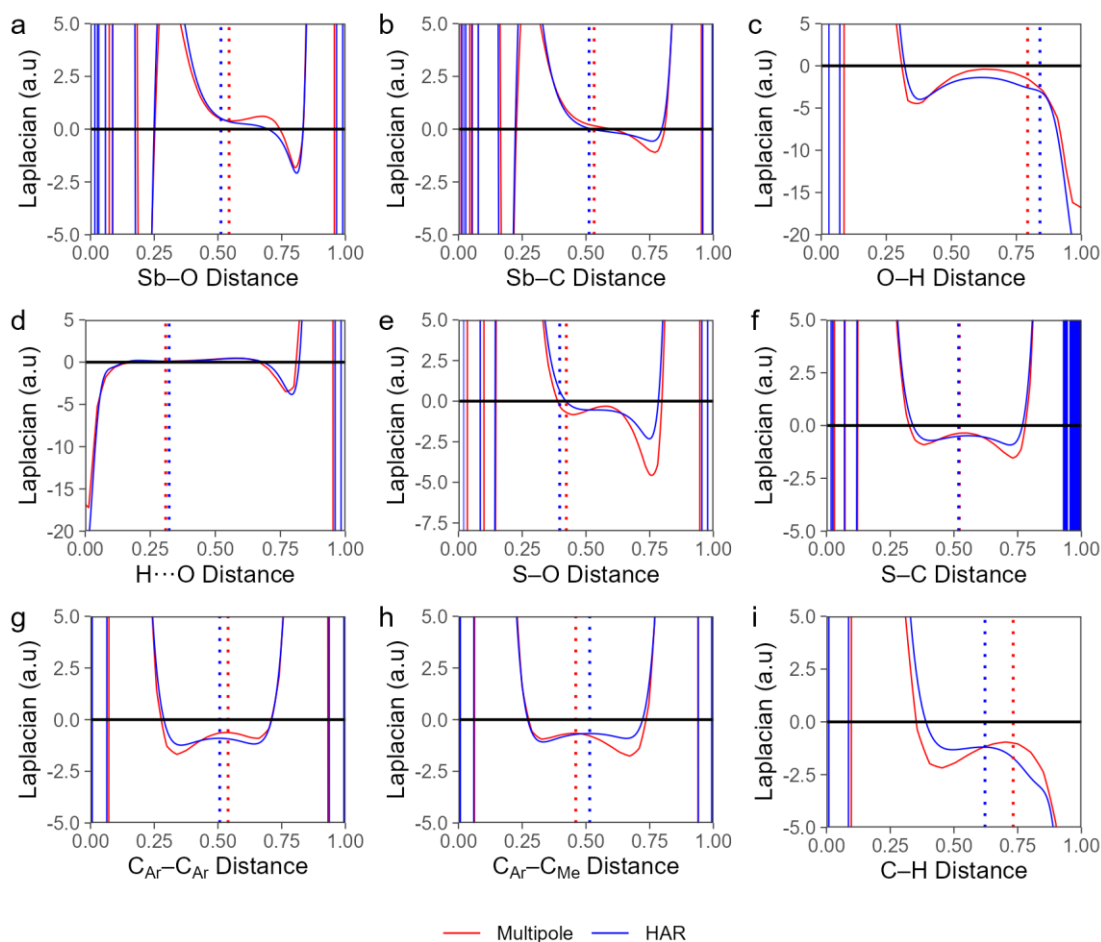 a
5.0
2.5
0.0
-2.5
-5.0
Laplacian (a.u)
0.00 0.25 0.50 0.75 1.00
Sb–O Distance
b
5.0
2.5
0.0
-2.5
-5.0
Laplacian (a.u)
0.00 0.25 0.50 0.75 1.00
Sb–C Distance
c
5
0
-5
-10
-15
-20
Laplacian (a.u)
0.00 0.25 0.50 0.75 1.00
O–H Distance
d
5
0
-5
-10
-15
-20
Laplacian (a.u)
0.00 0.25 0.50 0.75 1.00
H···O Distance
e
5.0
2.5
0.0
-2.5
-5.0
-7.5
Laplacian (a.u)
0.00 0.25 0.50 0.75 1.00
S–O Distance
f
5.0
2.5
0.0
-2.5
-5.0
Laplacian (a.u)
0.00 0.25 0.50 0.75 1.00
S–C Distance
g
5.0
2.5
0.0
-2.5
-5.0
Laplacian (a.u)
0.00 0.25 0.50 0.75 1.00
C_Ar–C_Ar Distance
h
5.0
2.5
0.0
-2.5
-5.0
Laplacian (a.u)
0.00 0.25 0.50 0.75 1.00
C_Ar–C_Me Distance
i
5.0
2.5
0.0
-2.5
-5.0
Laplacian (a.u)
0.00 0.25 0.50 0.75 1.00
C–H Distance
Multipole HAR